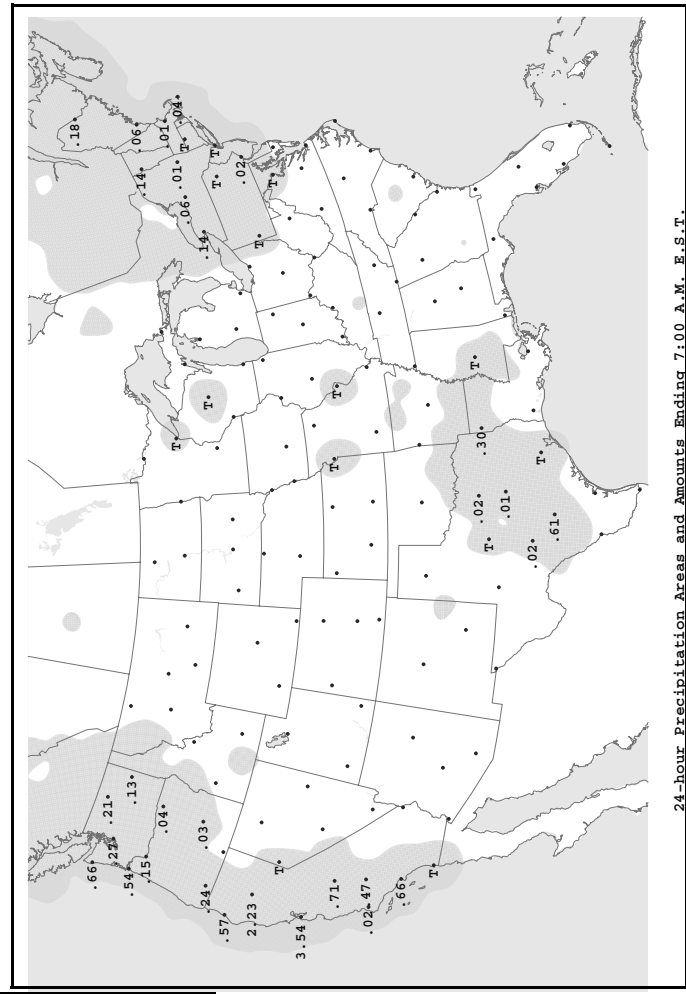 .18
.66
.21
.27
.54
.13
.06
.14
.15
.04
.01
T
.01
.04
T
.06
.03
.14
.24
T
T
T
.57
.02
2.23
T
T
T
3.54
T
.71
T
.47
.02
.66
T
T
.02
.30
T
.01
.02
T
.61
24-hour Precipitation Areas and Amounts Ending 7:00 A.M. E.S.T.